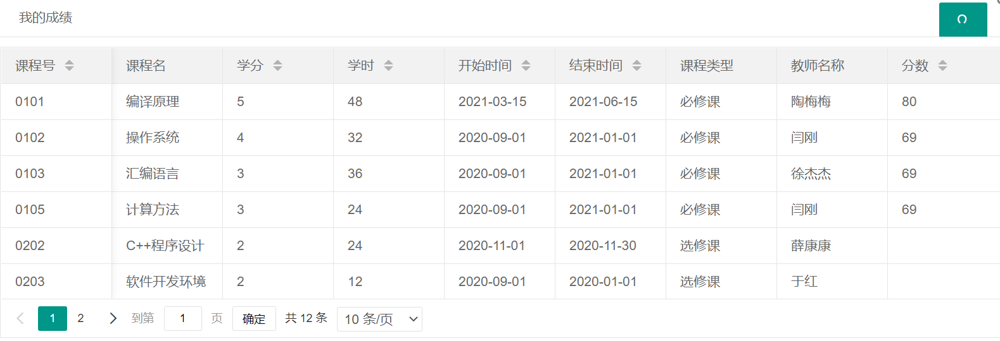 我的成绩
课程号 课程名 学分 学时 开始时间 结束时间 课程类型 教师名称 分数
0101 编译原理 5 48 2021-03-15 2021-06-15 必修课 陶梅梅 80
0102 操作系统 4 32 2020-09-01 2021-01-01 必修课 闫刚 69
0103 汇编语言 3 36 2020-09-01 2021-01-01 必修课 徐杰杰 69
0105 计算方法 3 24 2020-09-01 2021-01-01 必修课 闫刚 69
0202 C++程序设计 2 24 2020-11-01 2020-11-30 选修课 薛康康
0203 软件开发环境 2 12 2020-09-01 2020-01-01 选修课 于红
1 2 到第 1 页 确定 共 12 条 10 条/页